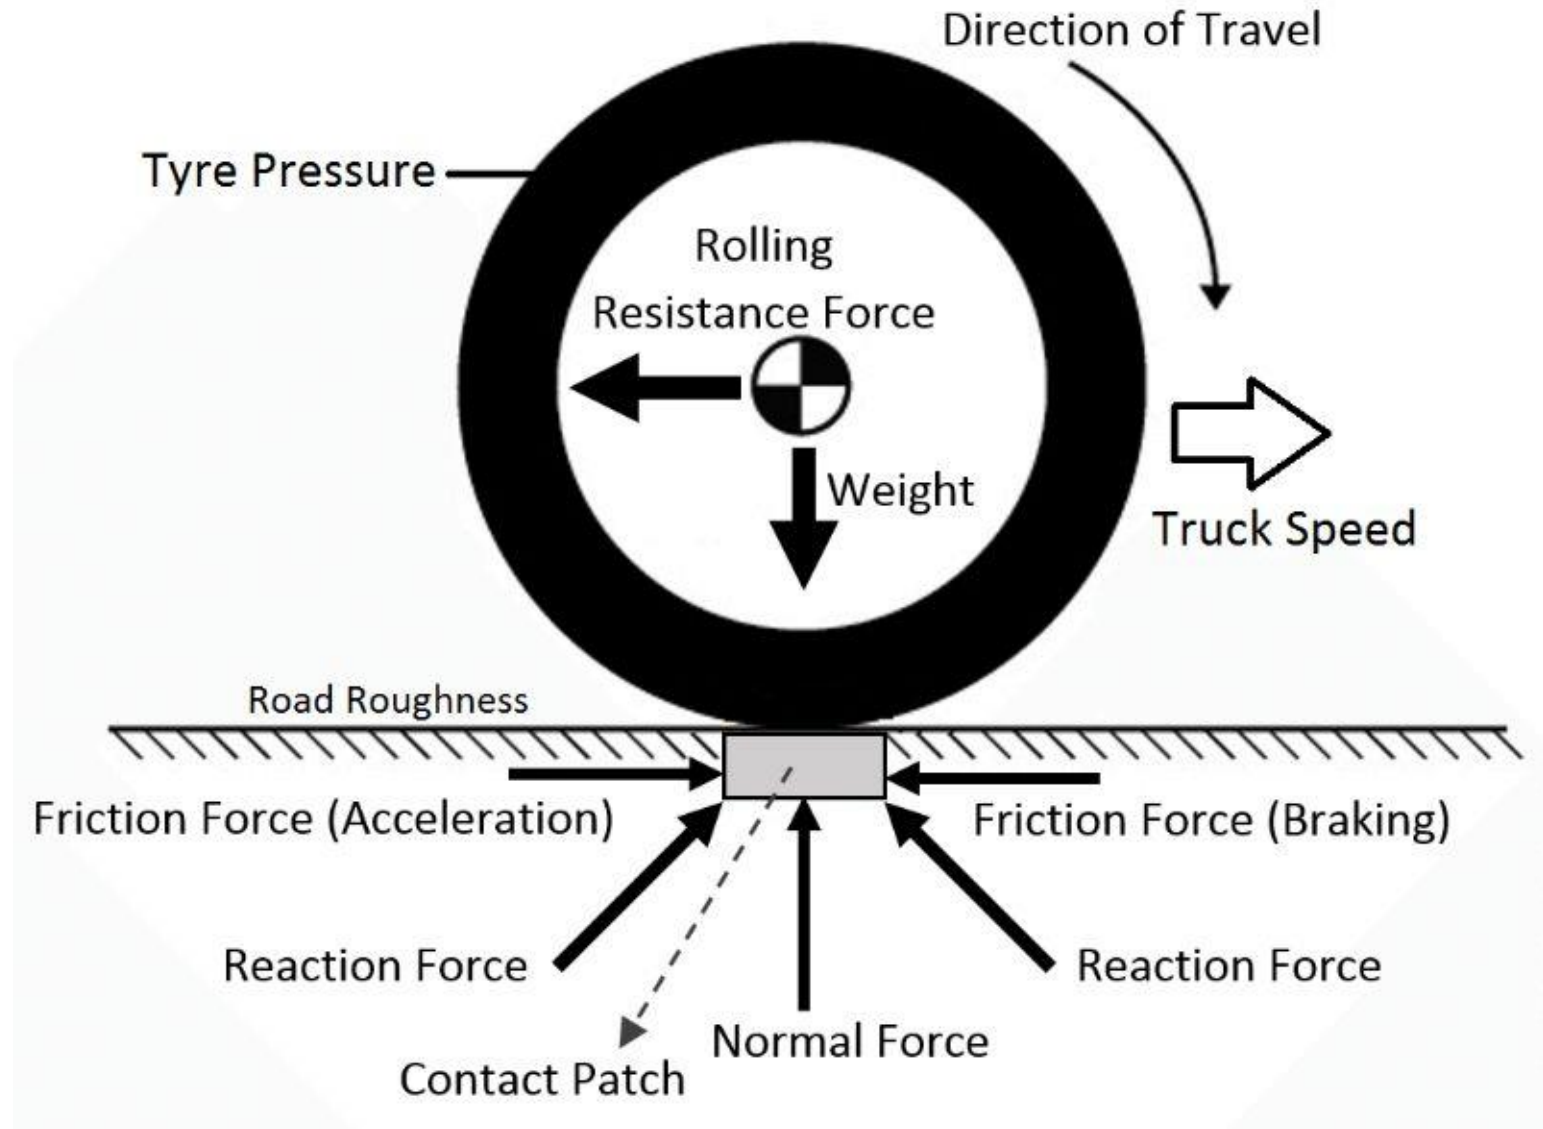 Direction of Travel
Tyre Pressure
Rolling
Resistance Force
Weight
Truck Speed
Road Roughness
Friction Force (Acceleration)
Friction Force (Braking)
Reaction Force
Reaction Force
Normal Force
Contact Patch